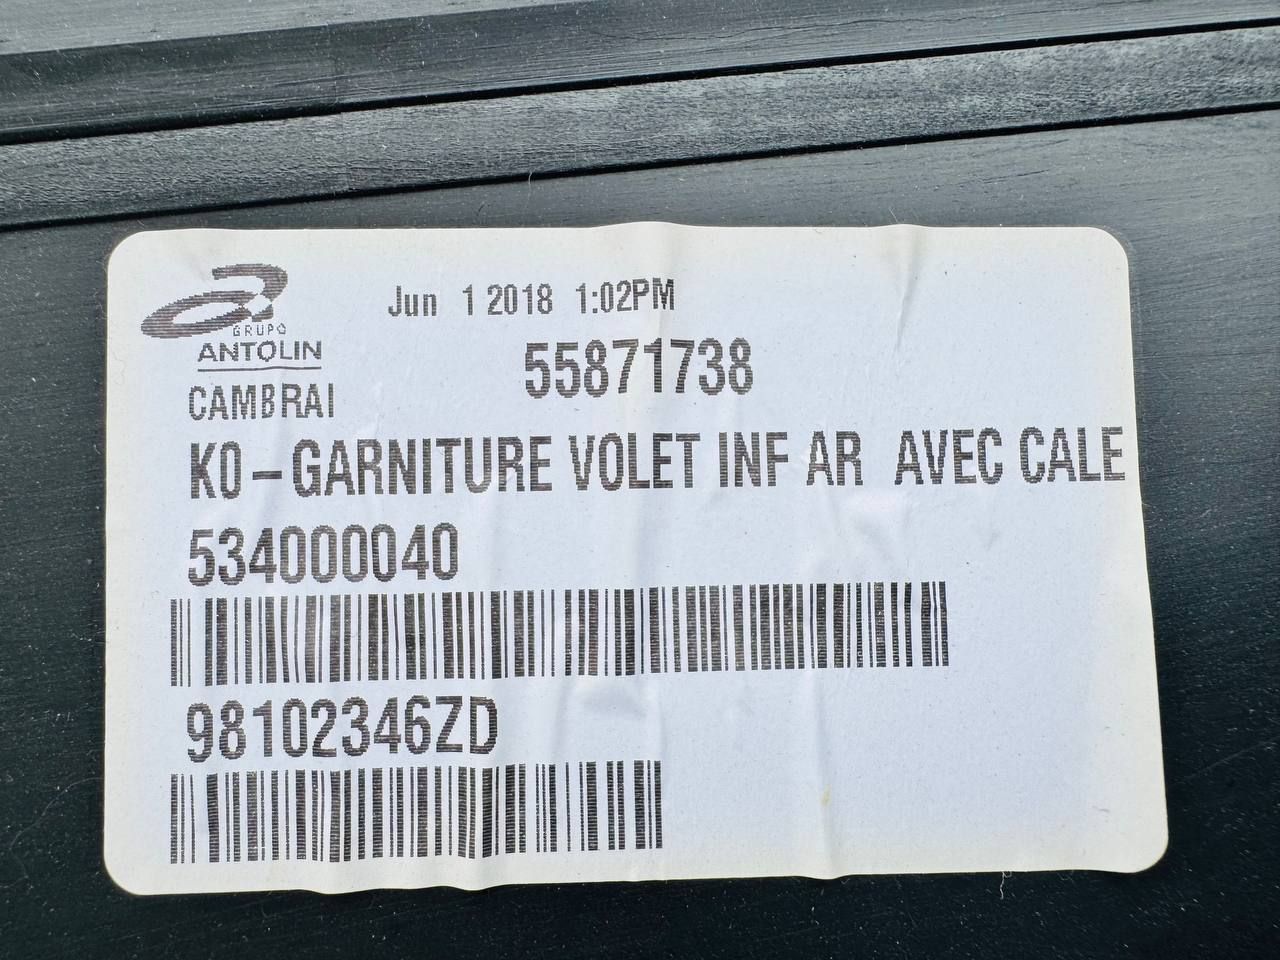 Jun 1 2018 1:02PM
GRUPO
ANTOLIN
55871738
CAMBRAI
K0-GARNITURE VOLET INF AR AVEC CALE
534000040
98102346ZD